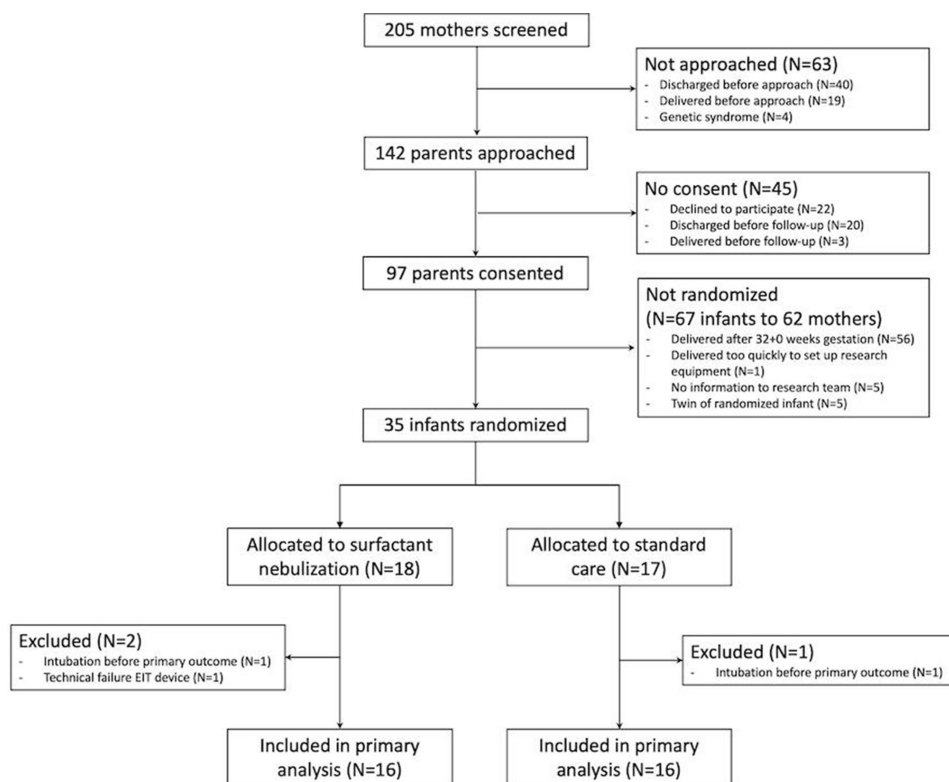 205 mothers screened
Not approached (N=63)
- Discharged before approach (N=40)
- Delivered before approach (N=19)
- Genetic syndrome (N=4)
142 parents approached
No consent (N=45)
- Declined to participate (N=22)
- Discharged before follow-up (N=20)
- Delivered before follow-up (N=3)
97 parents consented
Not randomized
(N=67 infants to 62 mothers)
- Delivered after 32+0 weeks gestation (N=56)
- Delivered too quickly to set up research
equipment (N=1)
- No information to research team (N=5)
- Twin of randomized infant (N=5)
35 infants randomized
Allocated to surfactant
nebulization (N=18)
Allocated to standard
care (N=17)
Excluded (N=2)
- Intubation before primary outcome (N=1)
- Technical failure EIT device (N=1)
Excluded (N=1)
- Intubation before primary outcome (N=1)
Included in primary
analysis (N=16)
Included in primary
analysis (N=16)